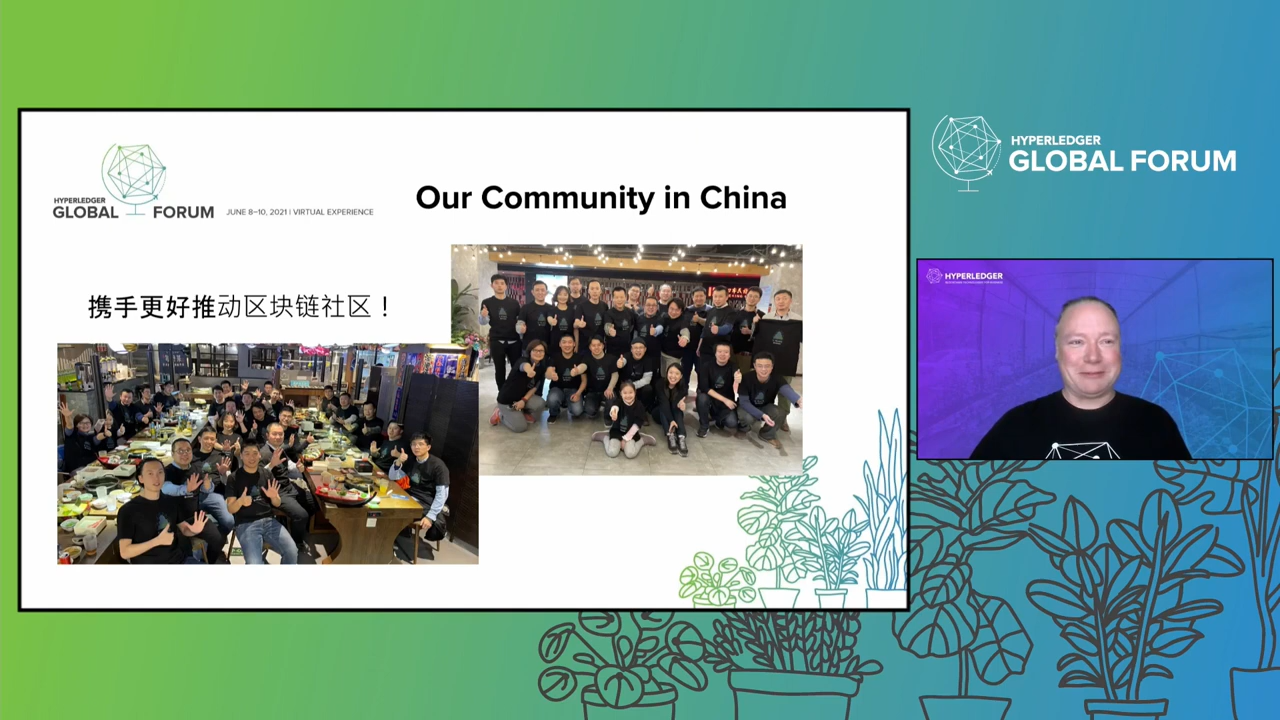 HYPERLEDGER
GLOBAL FORUM
JUNE 8–10, 2021 | VIRTUAL EXPERIENCE
Our Community in China
携手更好推动区块链社区！
HYPERLEDGER
GLOBAL FORUM
HYPERLEDGER